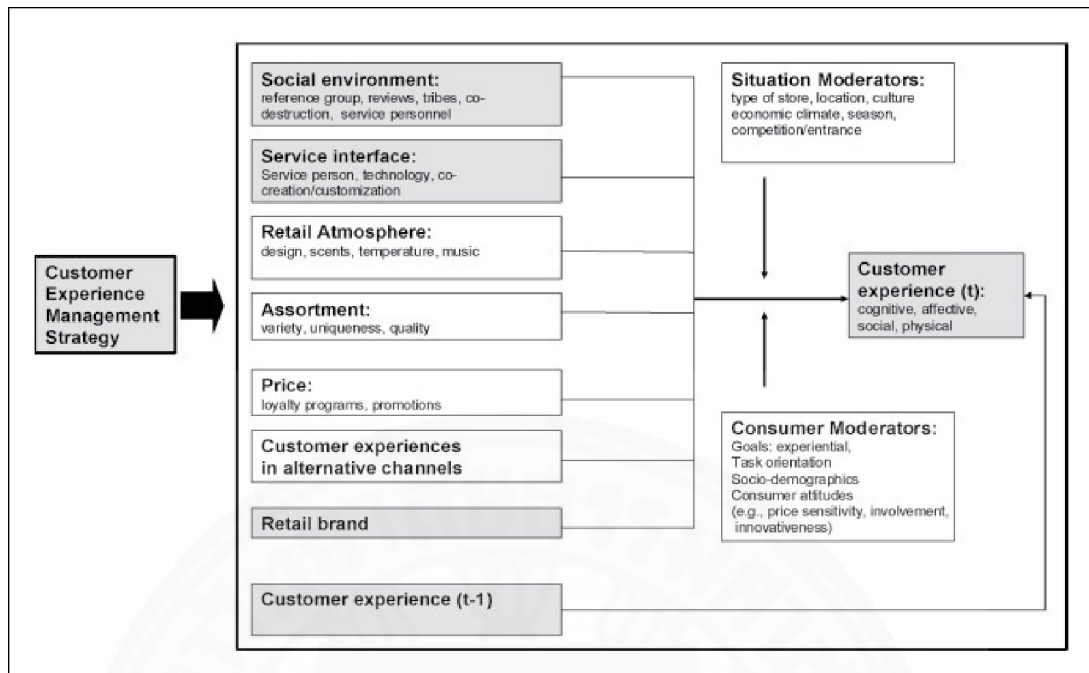 Customer
Experience
Management
Strategy
Social environment:
reference group, reviews, tribes, co-
destruction, service personnel
Service interface:
Service person, technology, co-
creation/customization
Retail Atmosphere:
design, scents, temperature, music
Assortment:
variety, uniqueness, quality
Price:
loyalty programs, promotions
Customer experiences
in alternative channels
Retail brand
Customer experience (t-1)
Situation Moderators:
type of store, location, culture
economic climate, season,
competition/entrance
Customer
experience (t):
cognitive, affective,
social, physical
Consumer Moderators:
Goals: experiential,
Task orientation
Socio-demographics
Consumer attitudes
(e.g., price sensitivity, involvement,
innovativeness)